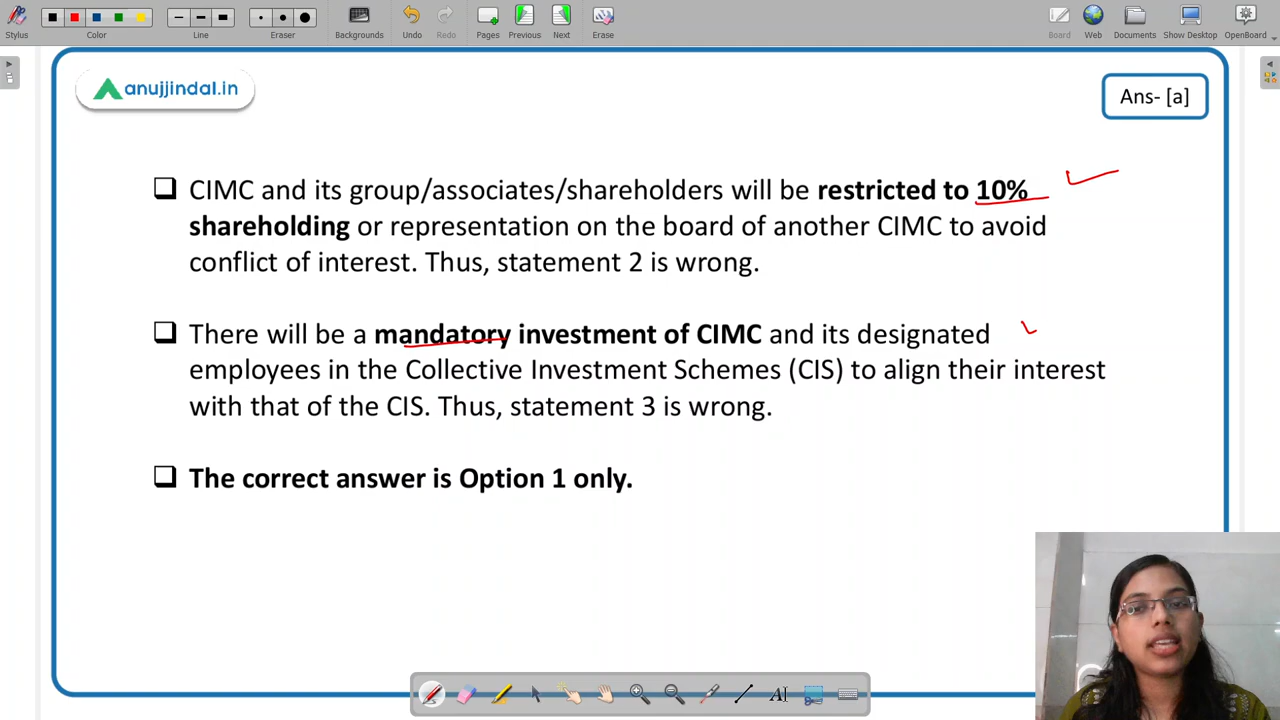 Stylus
Color
Line
Eraser
Backgrounds
Undo
Redo
Pages
Previous
Next
Erase
Board
Web
Documents
Show Desktop
OpenBoard
anujjindal.in
Ans- [a]
CIMC and its group/associates/shareholders will be restricted to 10%
shareholding or representation on the board of another CIMC to avoid
conflict of interest. Thus, statement 2 is wrong.
There will be a mandatory investment of CIMC and its designated
employees in the Collective Investment Schemes (CIS) to align their interest
with that of the CIS. Thus, statement 3 is wrong.
The correct answer is Option 1 only.